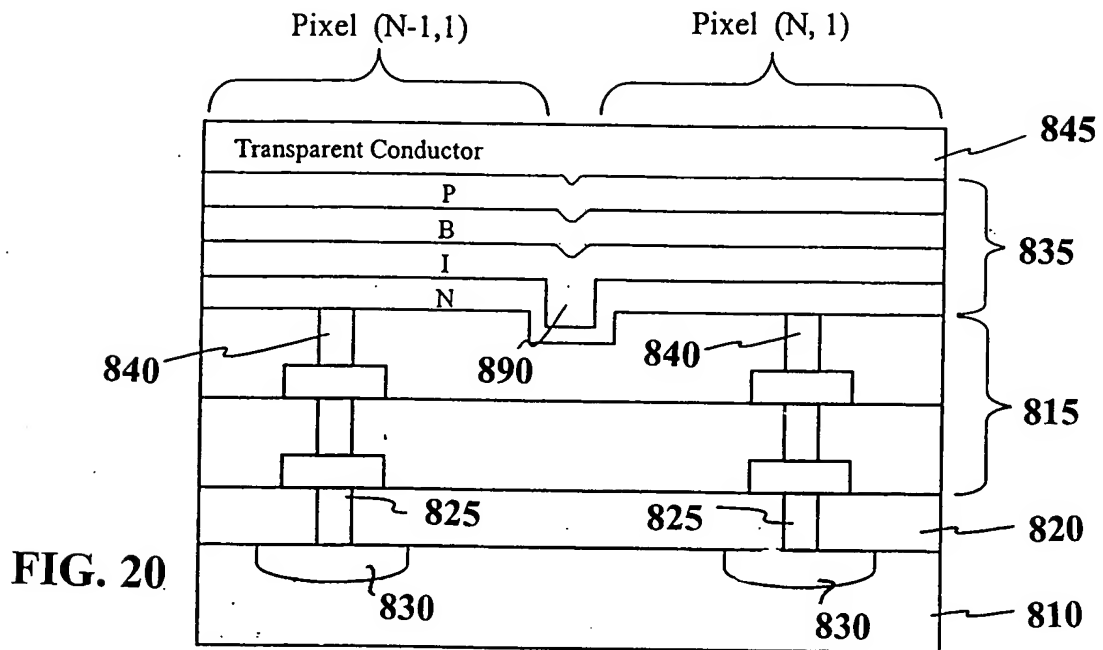 Pixel (N-1,1) Pixel (N, 1)
845
Transparent Conductor
P
B
835
I
N
840 890 840
815
825 825 820
FIG. 20
830 830 810